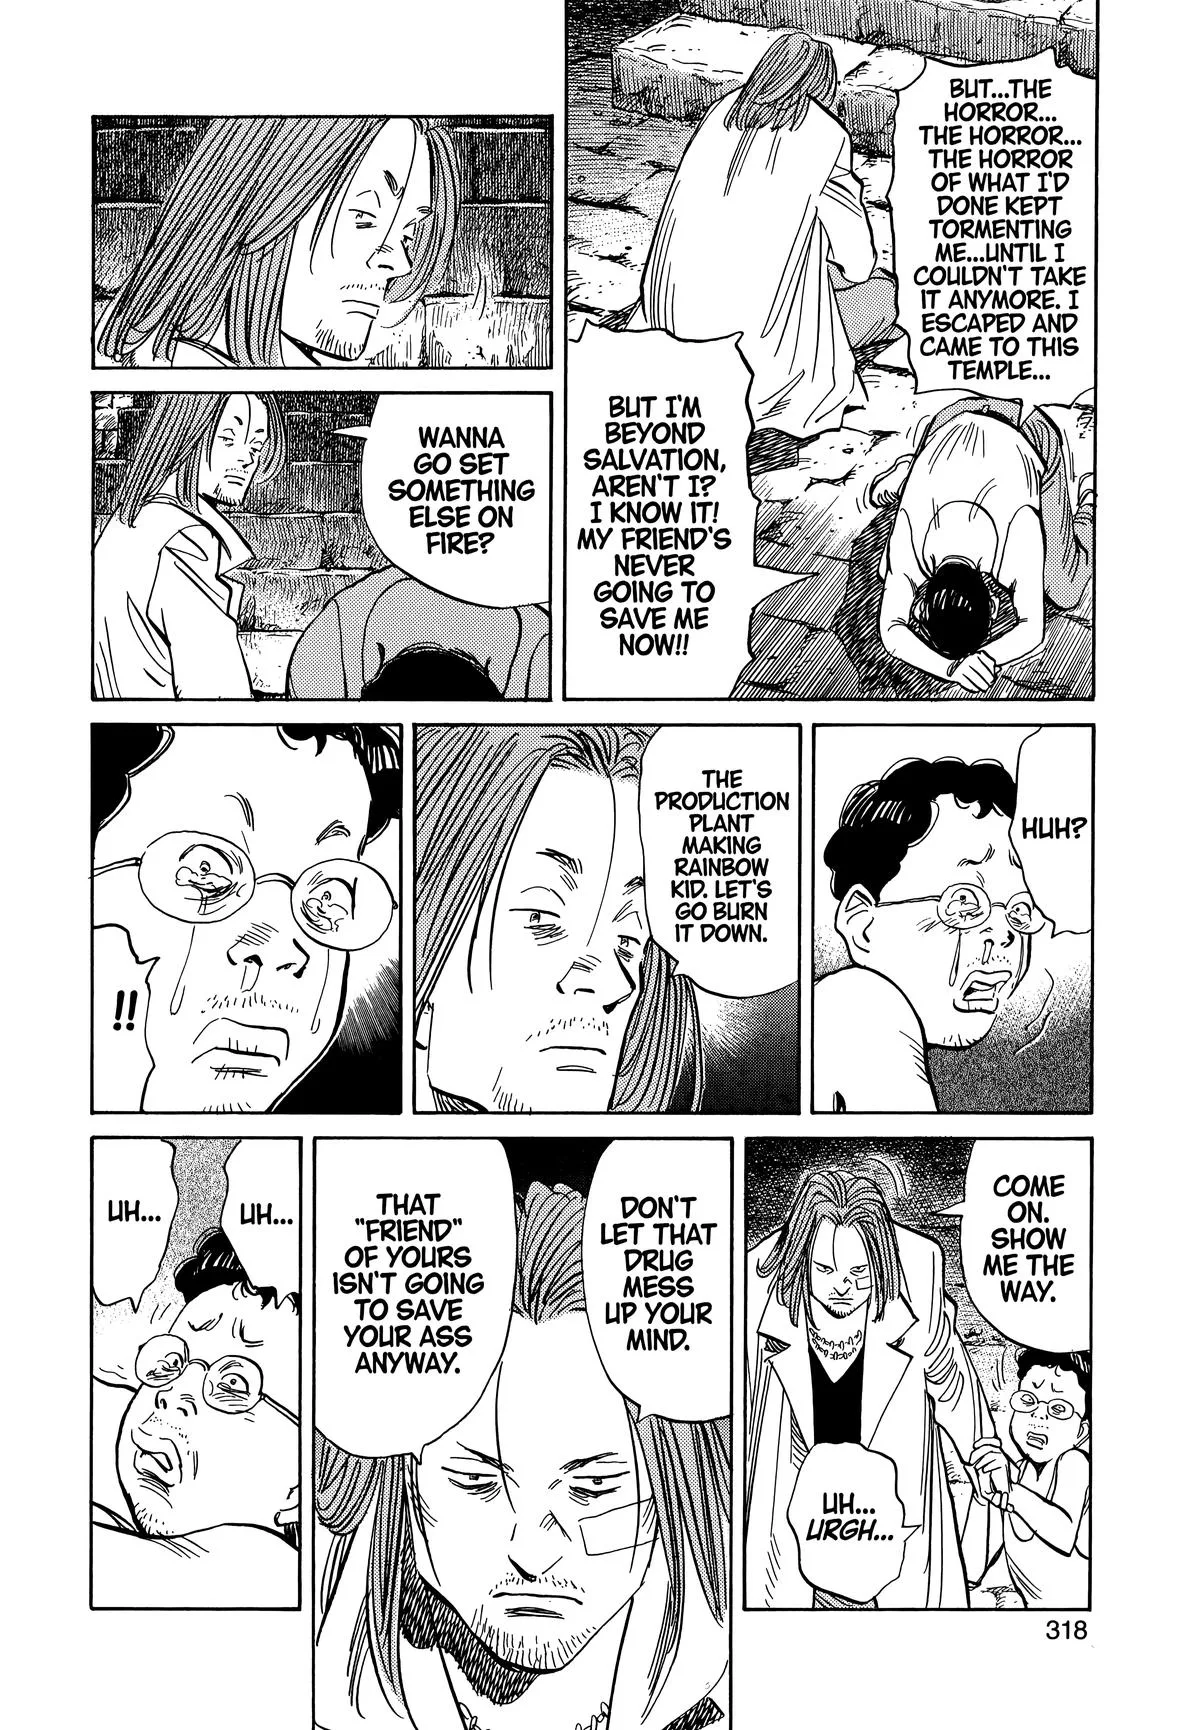 BUT...THE
HORROR...
THE HORROR...
THE HORROR
OF WHAT I'D
DONE KEPT
TORMENTING
ME...UNTIL I
COULDN'T TAKE
IT ANYMORE. I
ESCAPED AND
CAME TO THIS
TEMPLE...
BUT I'M
BEYOND
SALVATION,
AREN'T I?
I KNOW IT!
MY FRIEND'S
NEVER
GOING TO
SAVE ME
NOW!!
WANNA
GO SET
SOMETHING
ELSE ON
FIRE?
HUH?
THE
PRODUCTION
PLANT
MAKING
RAINBOW
KID. LET'S
GO BURN
IT DOWN.
!!
COME
ON.
SHOW
ME THE
WAY.
UH...
URGH...
DON'T
LET THAT
DRUG
MESS
UP YOUR
MIND.
THAT
"FRIEND"
OF YOURS
ISN'T GOING
TO SAVE
YOUR ASS
ANYWAY.
UH...
UH...
318